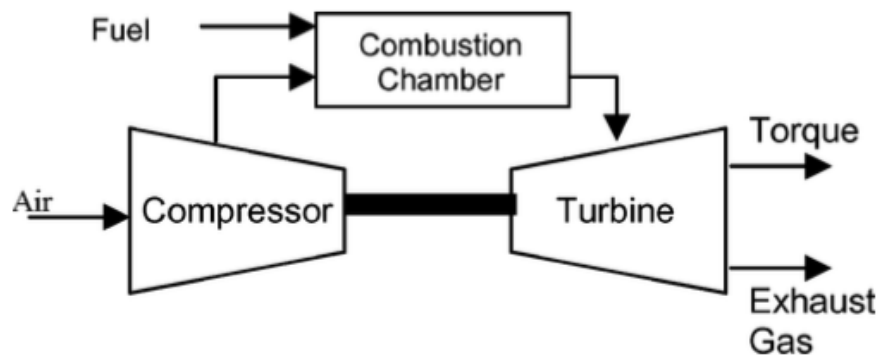 Fuel
Combustion
Chamber
Torque
Air
Compressor
Turbine
Exhaust
Gas